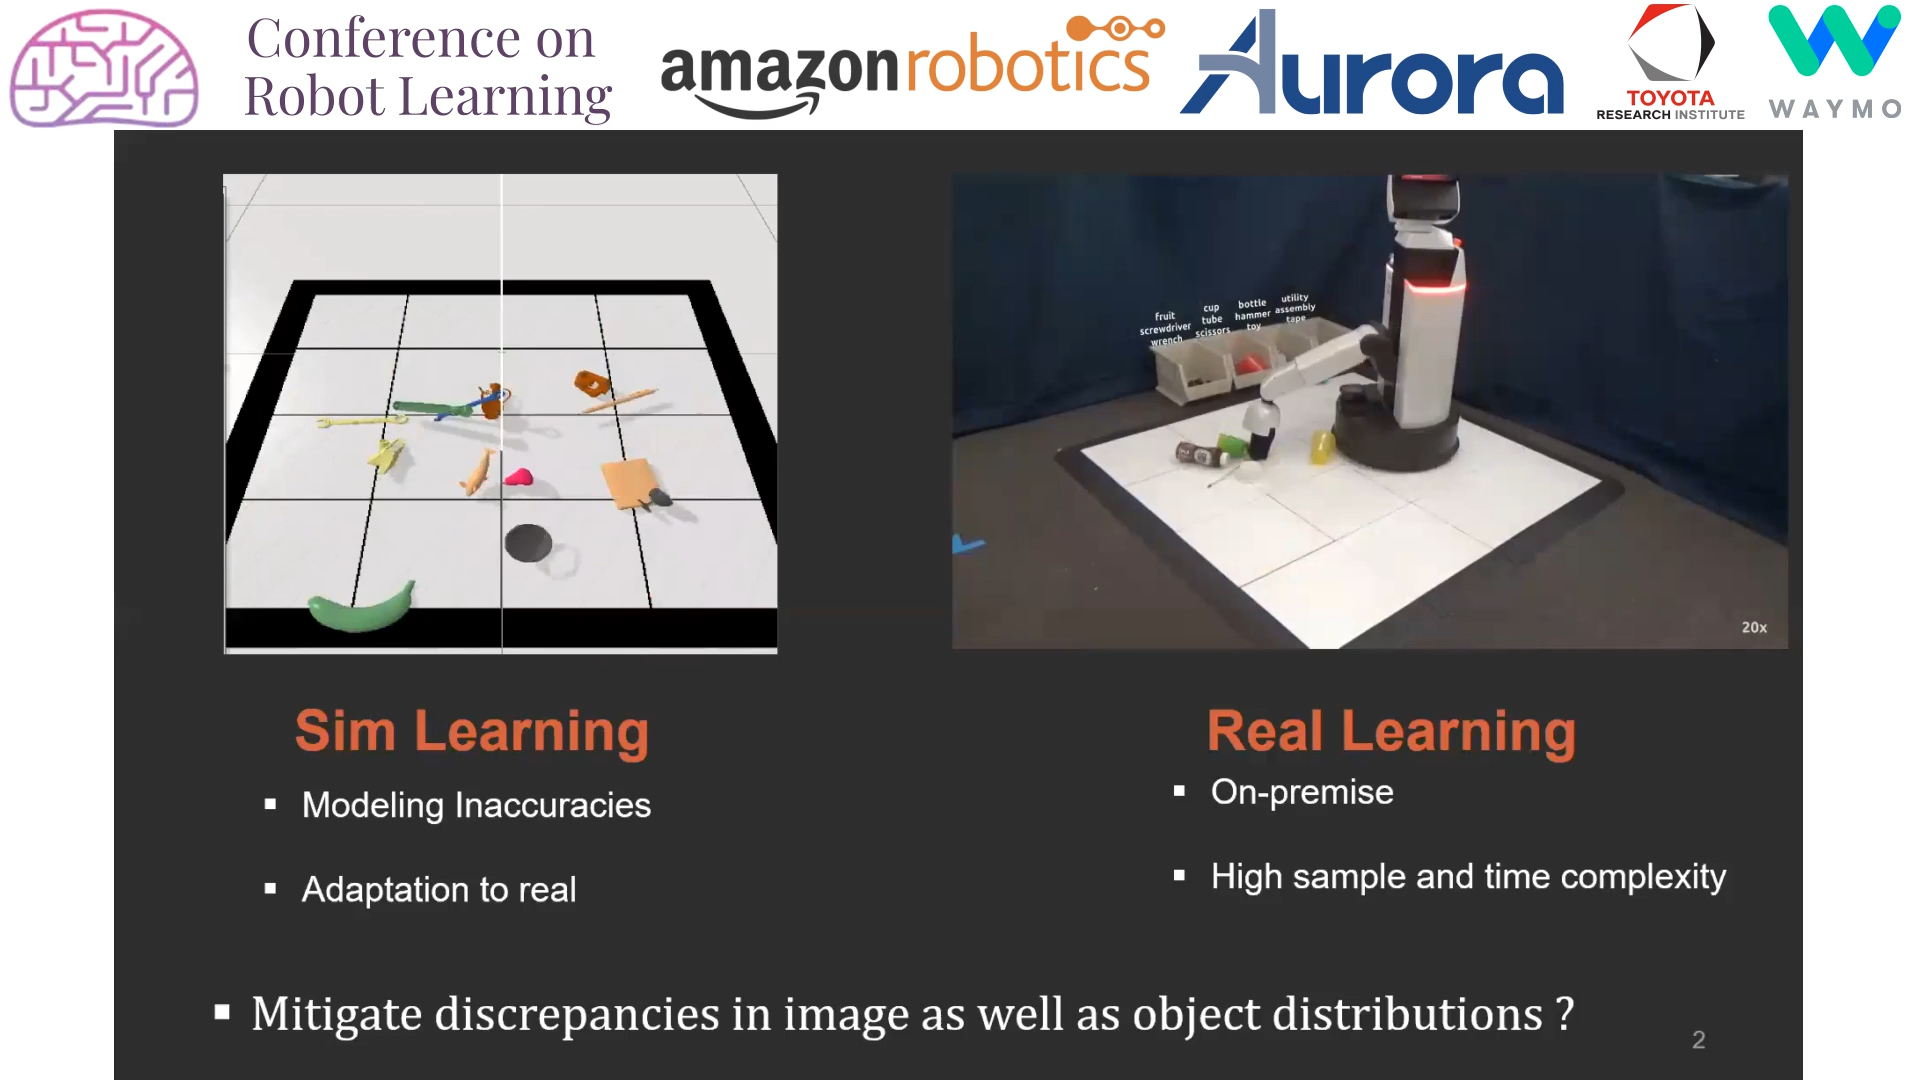 Conference on
Robot Learning
amazonrobotics
Aurora
TOYOTA
RESEARCH INSTITUTE
WAYMO
fruit
screwdriver
wrench
cup
tube
scissors
bottle
hammer
toy
utility
assembly
tape
20x
Sim Learning
▪ Modeling Inaccuracies
▪ Adaptation to real
Real Learning
▪ On-premise
▪ High sample and time complexity
▪ Mitigate discrepancies in image as well as object distributions ?
2